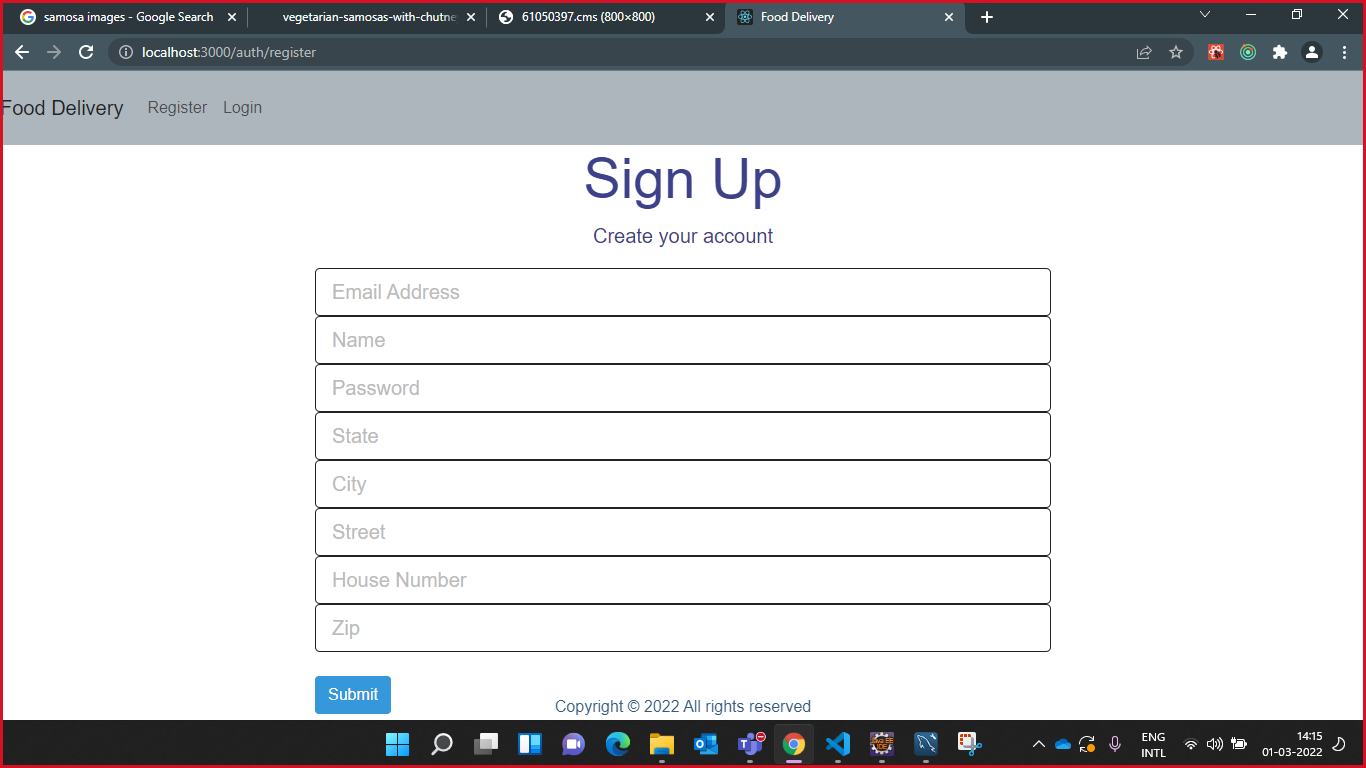 samosa images - Google Search
vegetarian-samosas-with-chutne
61050397.cms (800×800)
Food Delivery
localhost:3000/auth/register
Food Delivery Register Login
Sign Up
Create your account
Email Address
Name
Password
State
City
Street
House Number
Zip
Submit
Copyright © 2022 All rights reserved
ENG
INTL
14:15
01-03-2022